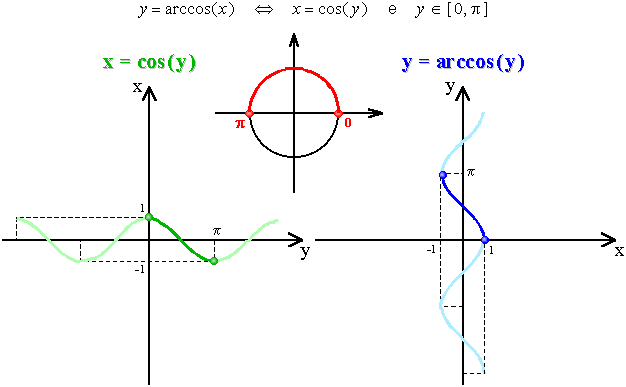 y = arccos(x) ⇔ x = cos(y) e y ∈ [0, π]
x = cos(y)
y = arccos(y)
x
y
π
0
1
π
-1
y
π
-1
1
x